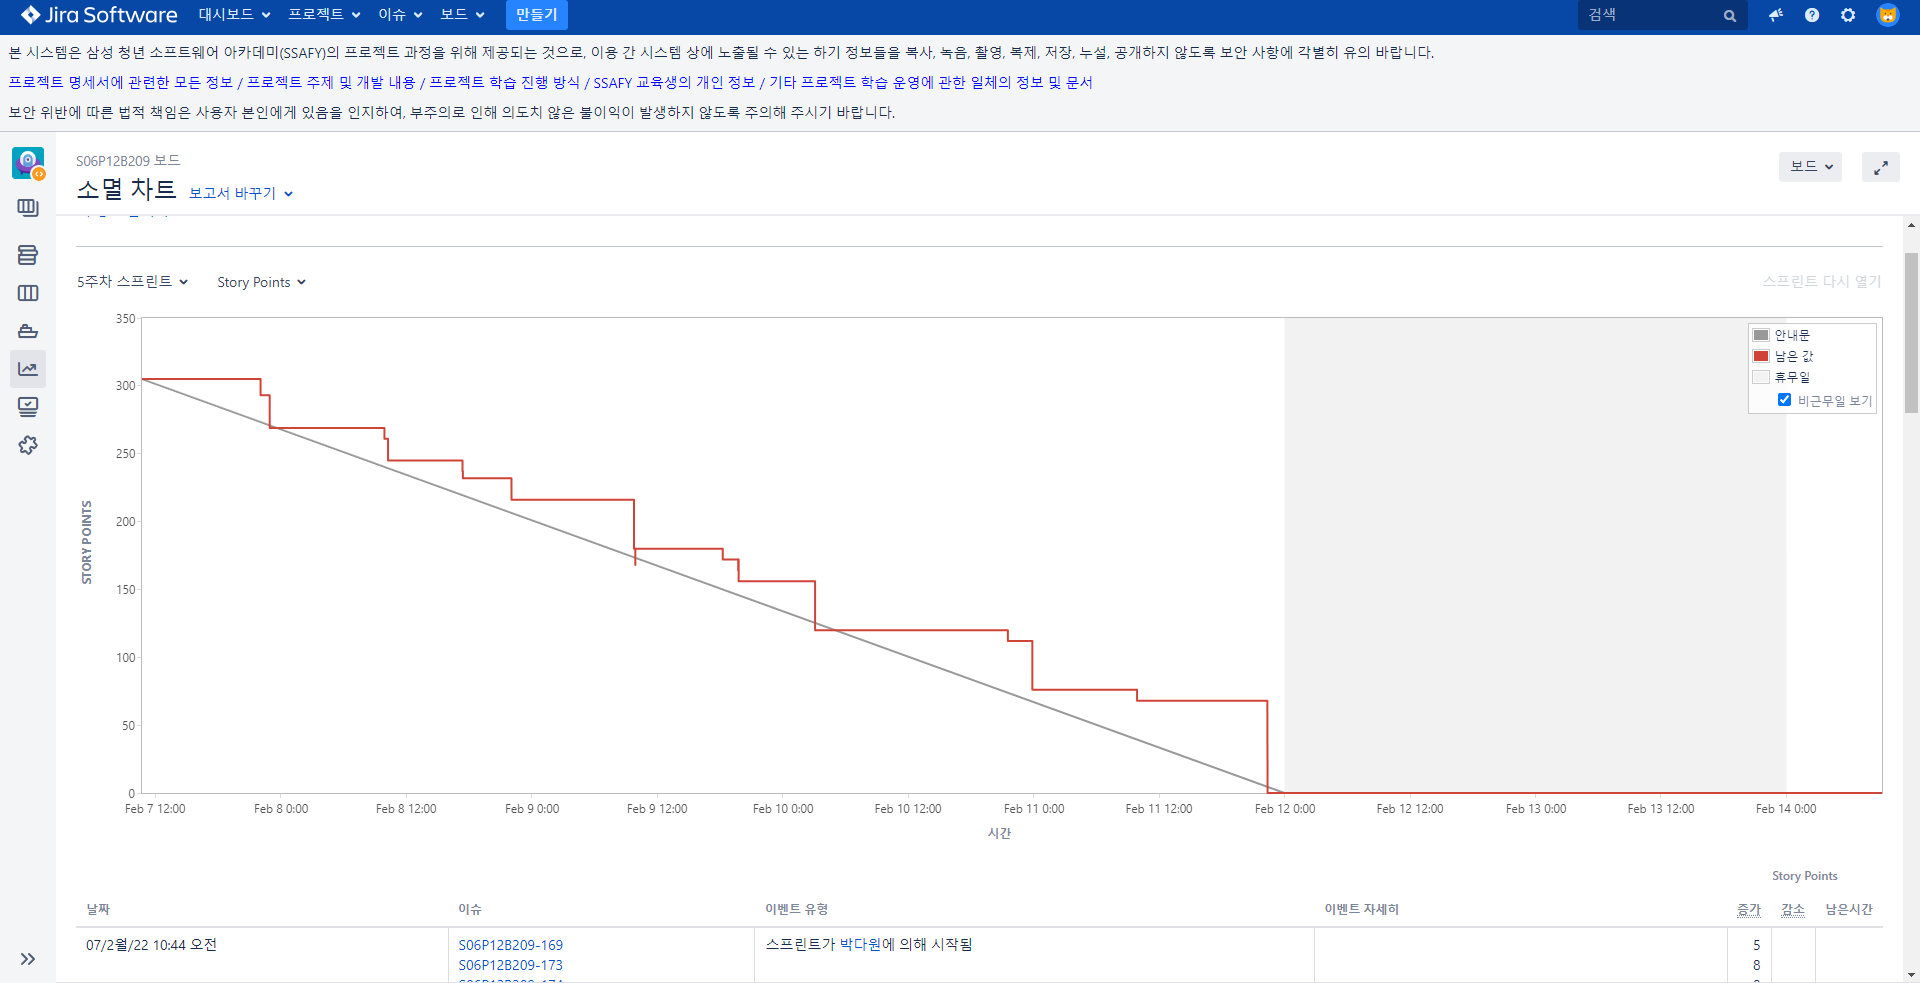 Jira Software 대시보드 프로젝트 이슈 보드 만들기 검색
본 시스템은 삼성 청년 소프트웨어 아카데미(SSAFY)의 프로젝트 과정을 위해 제공되는 것으로, 이용 간 시스템 상에 노출될 수 있는 하기 정보들을 복사, 녹음, 촬영, 복제, 저장, 누설, 공개하지 않도록 보안 사항에 각별히 유의 바랍니다.
프로젝트 명세서에 관련한 모든 정보 / 프로젝트 주제 및 개발 내용 / 프로젝트 학습 진행 방식 / SSAFY 교육생의 개인 정보 / 기타 프로젝트 학습 운영에 관한 일체의 정보 및 문서
보안 위반에 따른 법적 책임은 사용자 본인에게 있음을 인지하여, 부주의로 인해 의도치 않은 불이익이 발생하지 않도록 주의해 주시기 바랍니다.
S06P12B209 보드
소멸 차트 보고서 바꾸기
보드
5주차 스프린트 Story Points
스프린트 다시 열기
350
300
250
200
150
100
50
0
STORY POINTS
안내문
남은 값
휴무일
비근무일 보기
Feb 7 12:00 Feb 8 0:00 Feb 8 12:00 Feb 9 0:00 Feb 9 12:00 Feb 10 0:00 Feb 10 12:00 Feb 11 0:00 Feb 11 12:00 Feb 12 0:00 Feb 12 12:00 Feb 13 0:00 Feb 13 12:00 Feb 14 0:00
시간
Story Points
날짜 이슈 이벤트 유형 이벤트 자세히 증가 감소 남은시간
07/2월/22 10:44 오전 S06P12B209-169 스프린트가 박다원에 의해 시작됨 5
S06P12B209-173 8